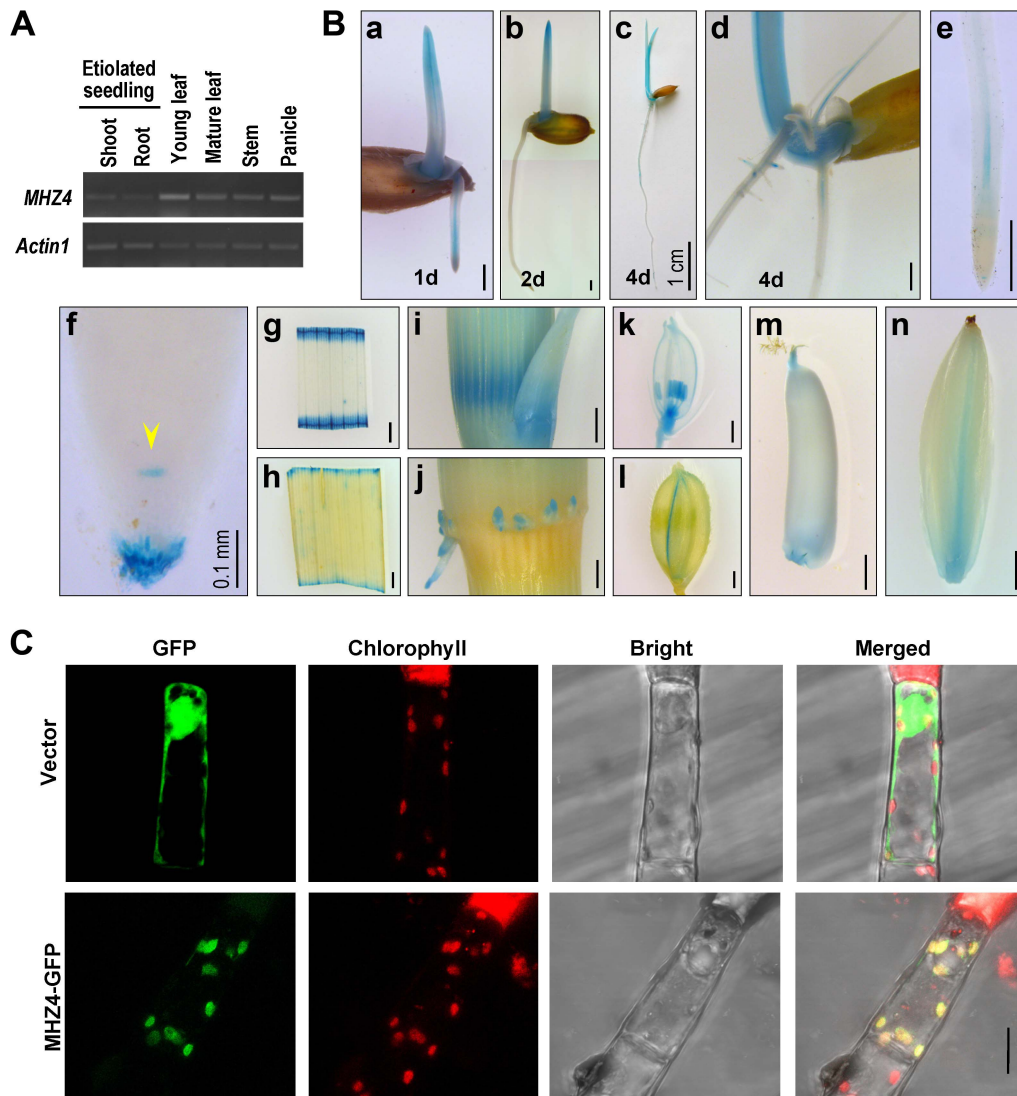 A
Etiolated
seedling
Shoot
Root
Young leaf
Mature leaf
Stem
Panicle
MHZ4
Actin1
B
a
1d
b
2d
c
4d
1 cm
d
4d
e
f
0.1 mm
g
h
i
j
k
l
m
n
C
GFP
Chlorophyll
Bright
Merged
Vector
MHZ4-GFP